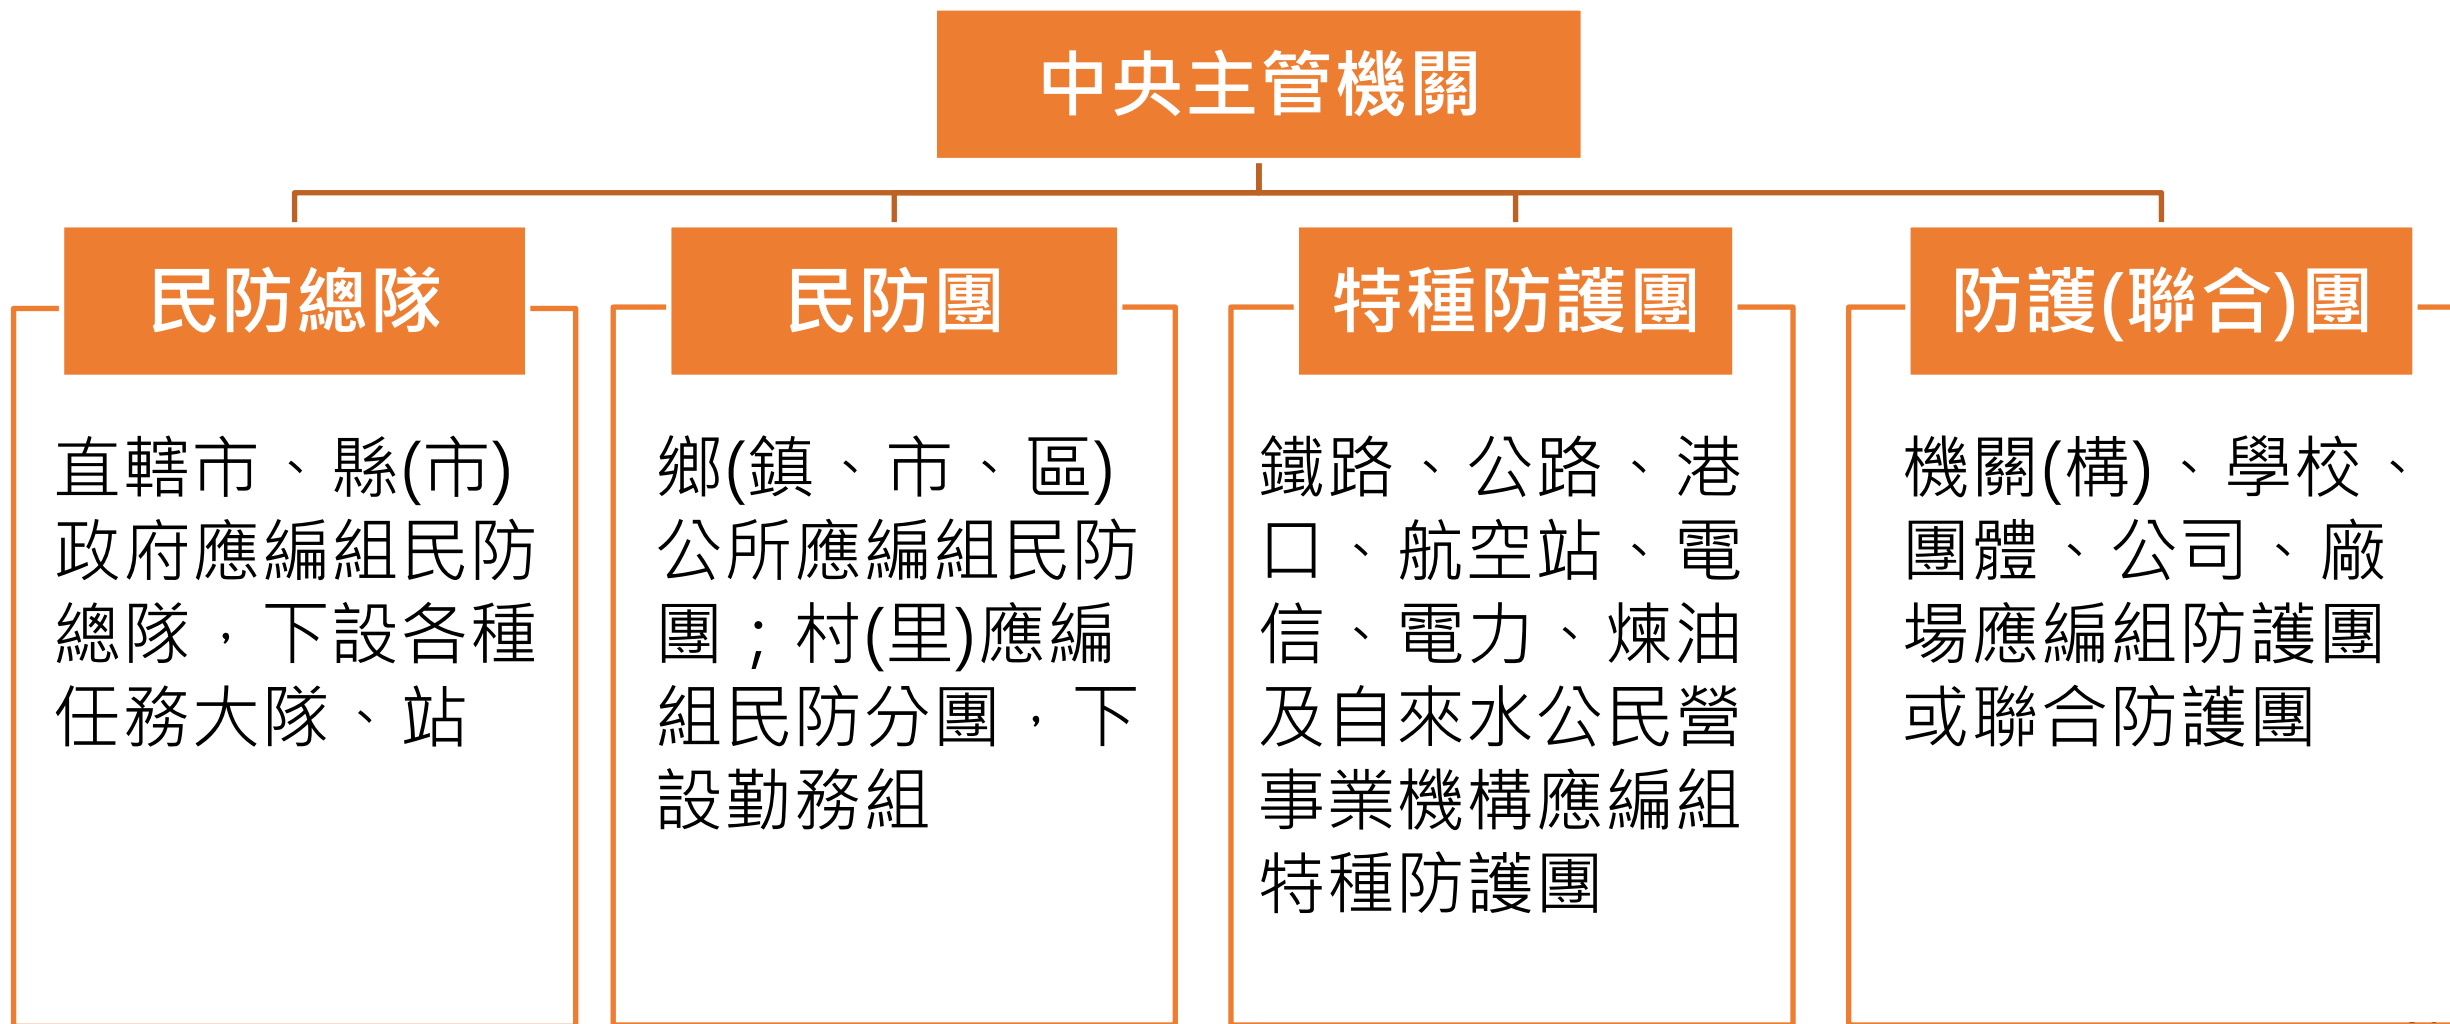 中央主管機關
民防總隊
直轄市、縣(市)
政府應編組民防
總隊，下設各種
任務大隊、站
民防團
鄉(鎮、市、區)
公所應編組民防
團；村(里)應編
組民防分團，下
設勤務組
特種防護團
鐵路、公路、港
口、航空站、電
信、電力、煉油
及自來水公民營
事業機構應編組
特種防護團
防護(聯合)團
機關(構)、學校、
團體、公司、廠
場應編組防護團
或聯合防護團